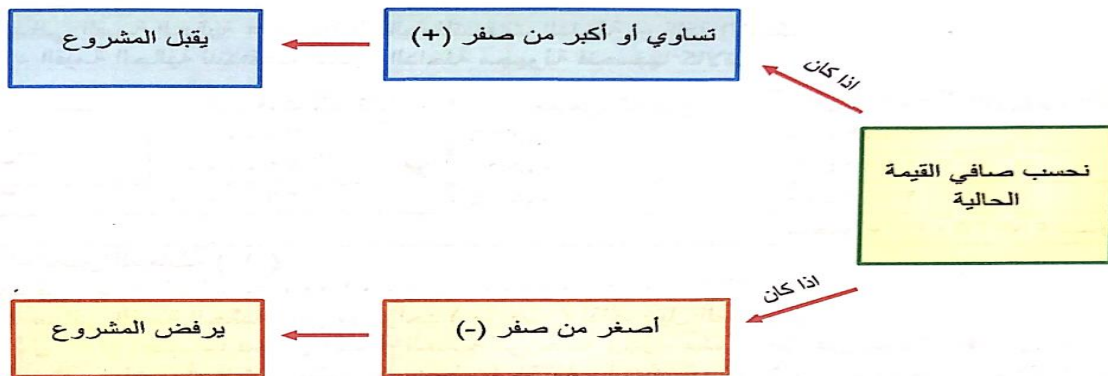 نحسب صافي القيمة
الحالية
اذا كان
تساوي أو أكبر من صفر (+)
يقبل المشروع
اذا كان
أصغر من صفر (-)
يرفض المشروع